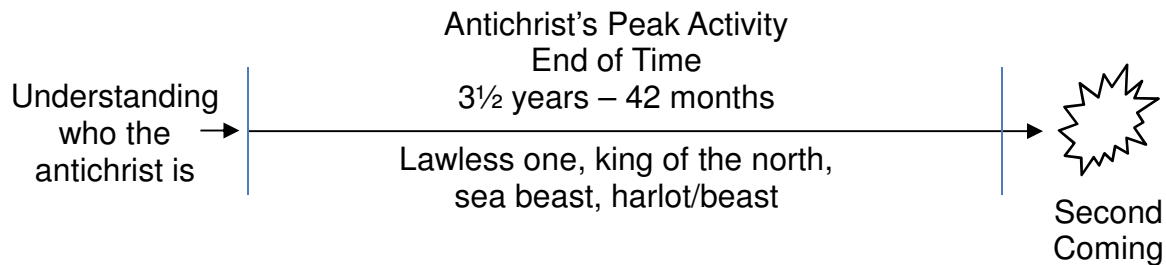 Antichrist’s Peak Activity
End of Time
3½ years – 42 months
Understanding
who the
antichrist is
Lawless one, king of the north,
sea beast, harlot/beast
Second
Coming